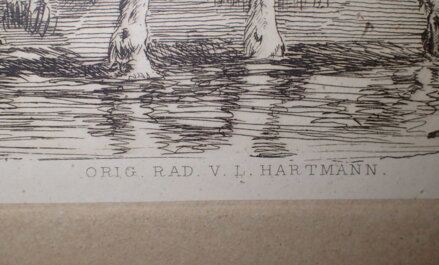 ORIG. RAD. V. L. HARTMANN.